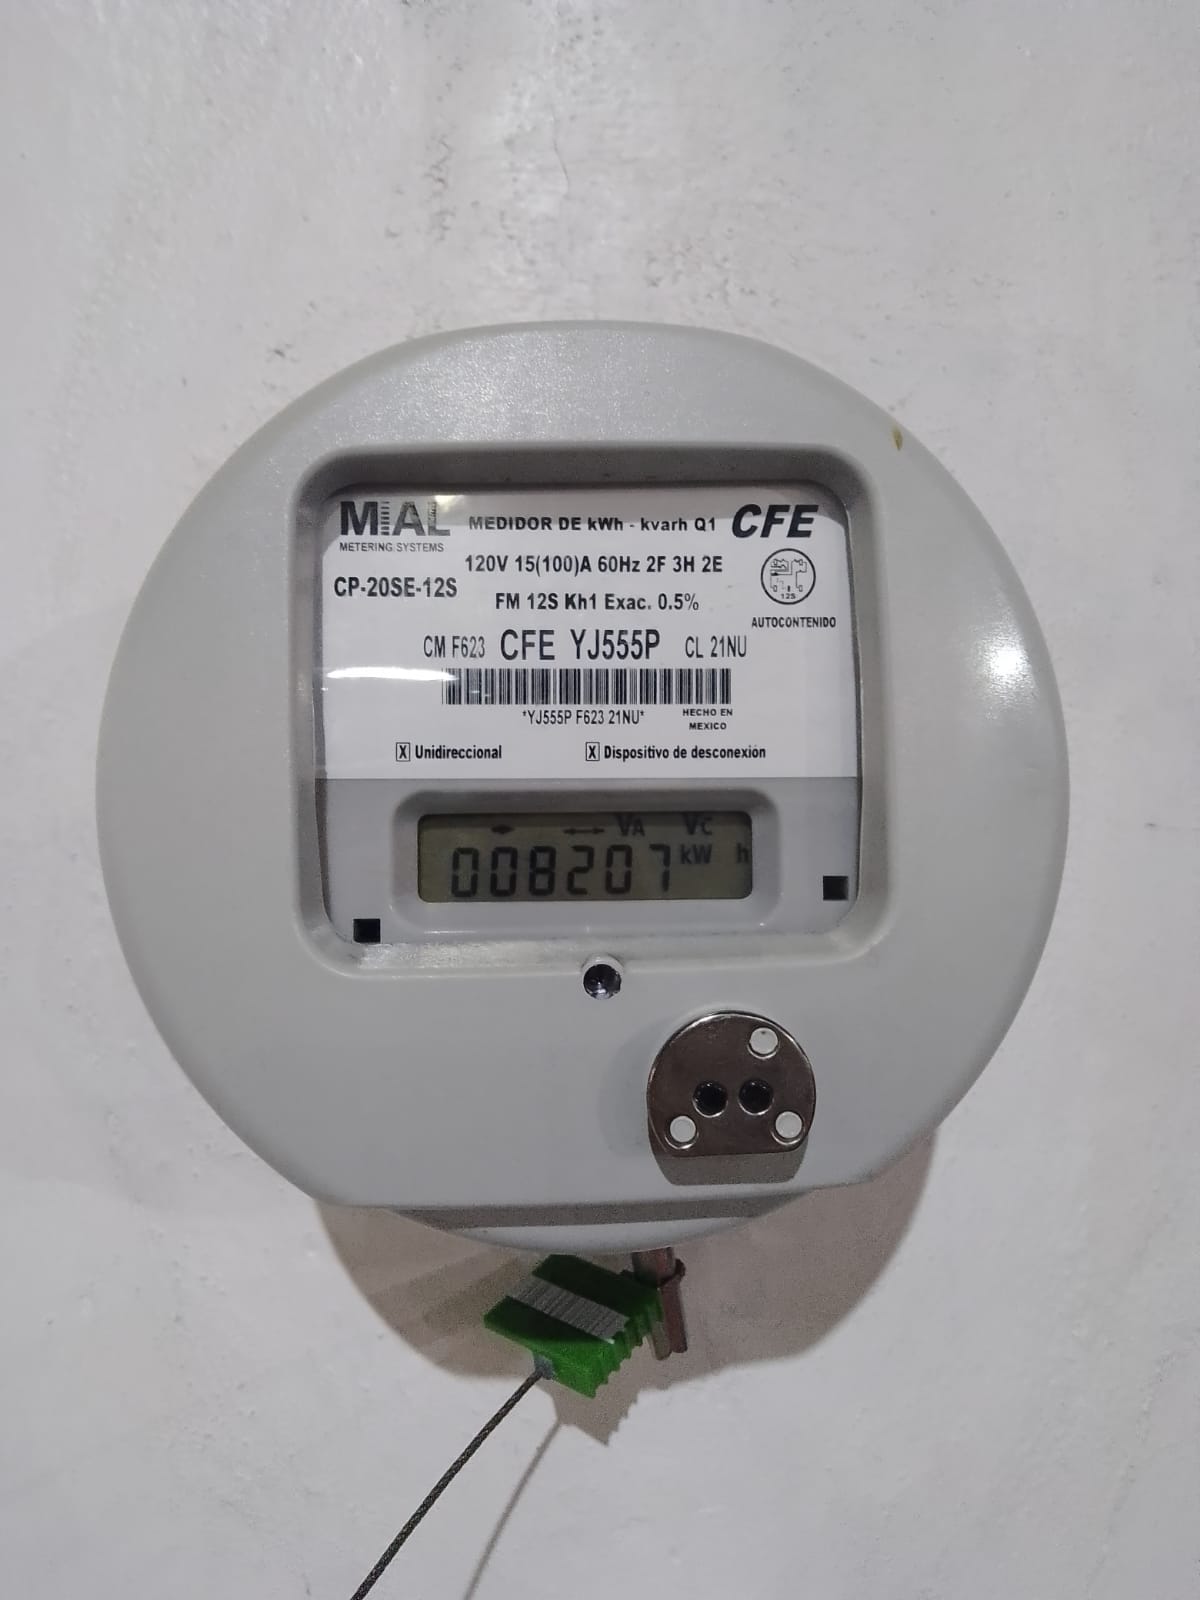 MIAL MEDIDOR DE kWh - kvarh Q1 CFE
METERING SYSTEMS
120V 15(100)A 60Hz 2F 3H 2E
CP-20SE-12S
FM 12S Kh1 Exac. 0.5%
12S
AUTOCONTENIDO
CM F623 CFE YJ555P CL 21NU
*YJ555P F623 21NU*
HECHO EN
MEXICO
X Unidireccional X Dispositivo de desconexión
VA VC
008207 kW h